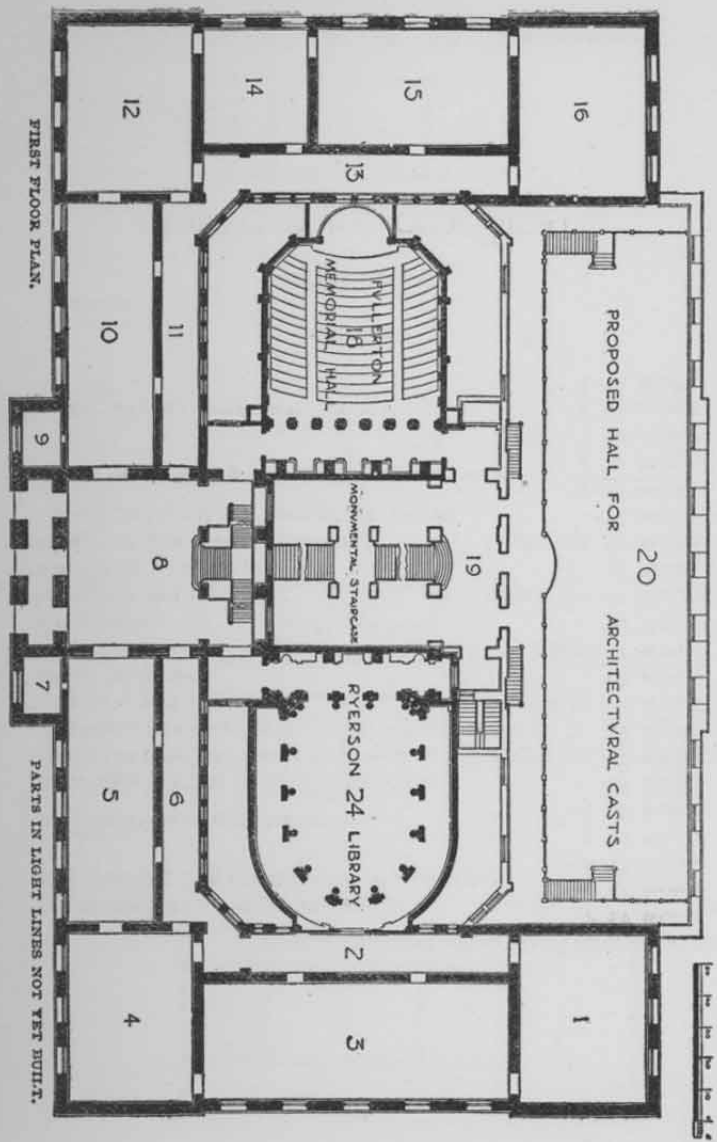 20
PROPOSED HALL FOR ARCHITECTVRAL CASTS
16
1
19
15
13
FVLLERTON
18
MEMORIAL HALL
MONVMENTAL STAIRCASE
RYERSON 24 LIBRARY
2
3
14
11
8
6
12
10
5
4
9
7
FIRST FLOOR PLAN.
PARTS IN LIGHT LINES NOT YET BUILT.